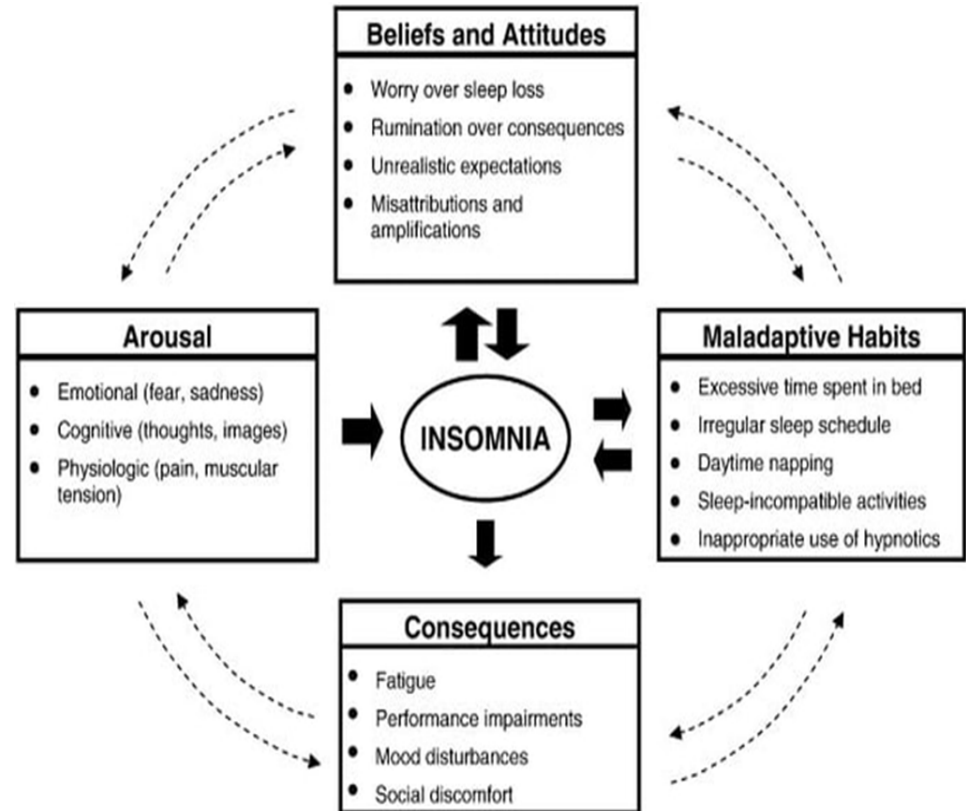 Beliefs and Attitudes
● Worry over sleep loss
● Rumination over consequences
● Unrealistic expectations
● Misattributions and
amplifications
Arousal
● Emotional (fear, sadness)
● Cognitive (thoughts, images)
● Physiologic (pain, muscular
tension)
INSOMNIA
Maladaptive Habits
● Excessive time spent in bed
● Irregular sleep schedule
● Daytime napping
● Sleep-incompatible activities
● Inappropriate use of hypnotics
Consequences
● Fatigue
● Performance impairments
● Mood disturbances
● Social discomfort